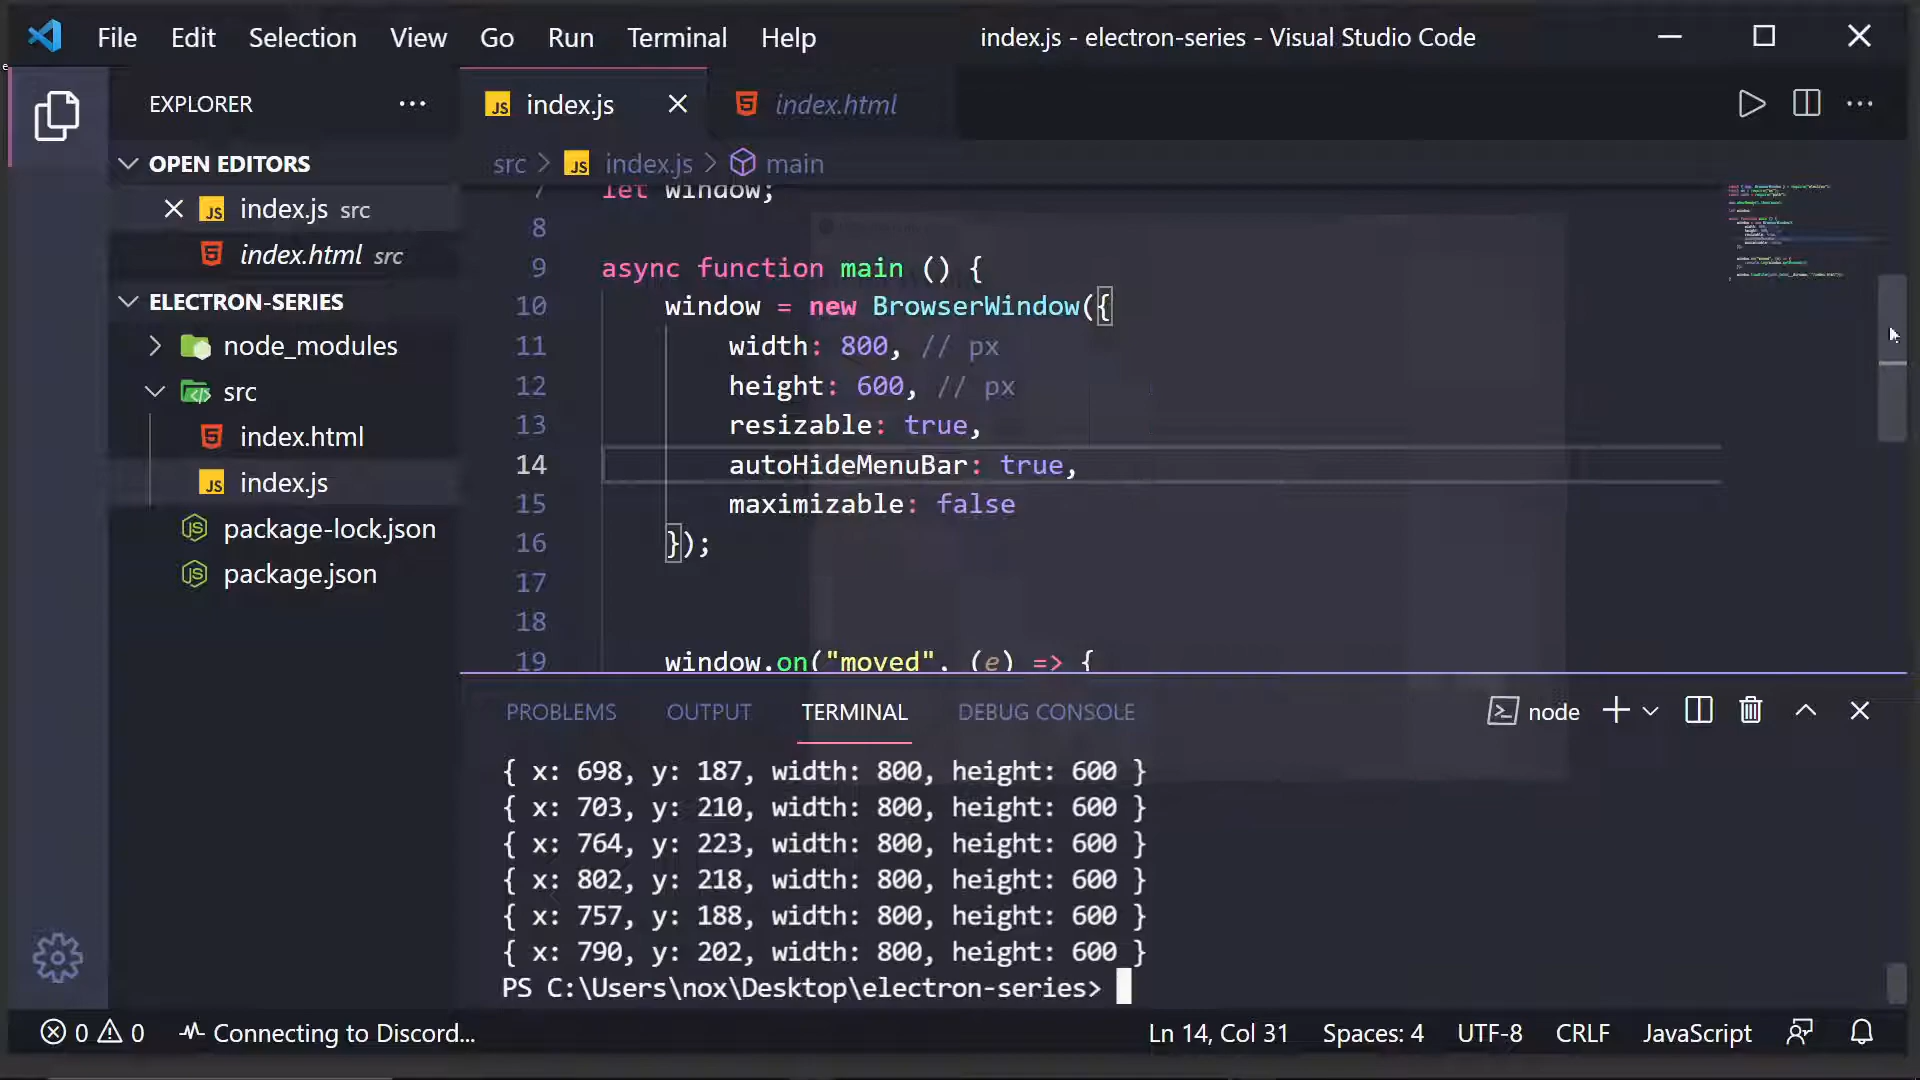 File Edit Selection View Go Run Terminal Help
index.js - electron-series - Visual Studio Code
EXPLORER ...
index.js
index.html
OPEN EDITORS
src > index.js > main
index.js src
index.html src
ELECTRON-SERIES
node_modules
src
index.html
index.js
package-lock.json
package.json
7 let window;
8
9 async function main () {
10 window = new BrowserWindow({
11 width: 800, // px
12 height: 600, // px
13 resizable: true,
14 autoHideMenuBar: true,
15 maximizable: false
16 });
17
18
19 window.on("moved", (e) => {
PROBLEMS OUTPUT TERMINAL DEBUG CONSOLE
node
{ x: 698, y: 187, width: 800, height: 600 }
{ x: 703, y: 210, width: 800, height: 600 }
{ x: 764, y: 223, width: 800, height: 600 }
{ x: 802, y: 218, width: 800, height: 600 }
{ x: 757, y: 188, width: 800, height: 600 }
{ x: 790, y: 202, width: 800, height: 600 }
PS C:\Users\nox\Desktop\electron-series>
0 0 Connecting to Discord...
Ln 14, Col 31 Spaces: 4 UTF-8 CRLF JavaScript